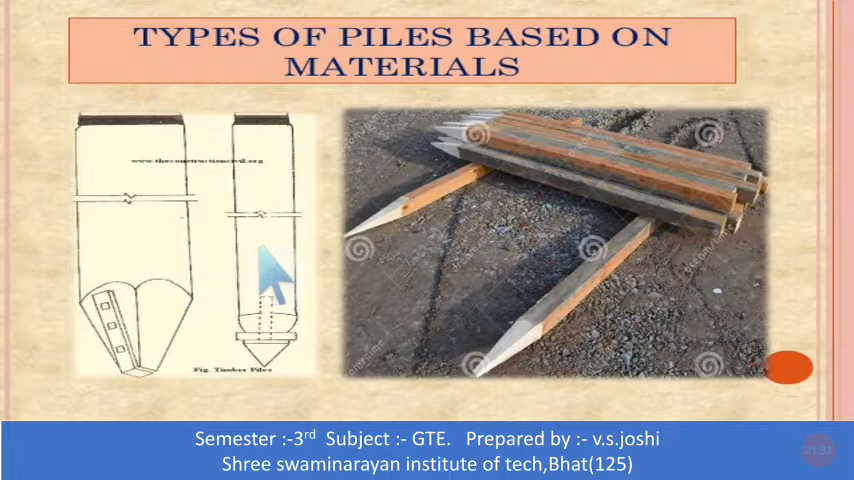 TYPES OF PILES BASED ON
MATERIALS
www.theconstructioncivil.org
Fig. Timber Piles
dreamstime
Semester :-3rd Subject :- GTE. Prepared by :- v.s.joshi
Shree swaminarayan institute of tech,Bhat(125)